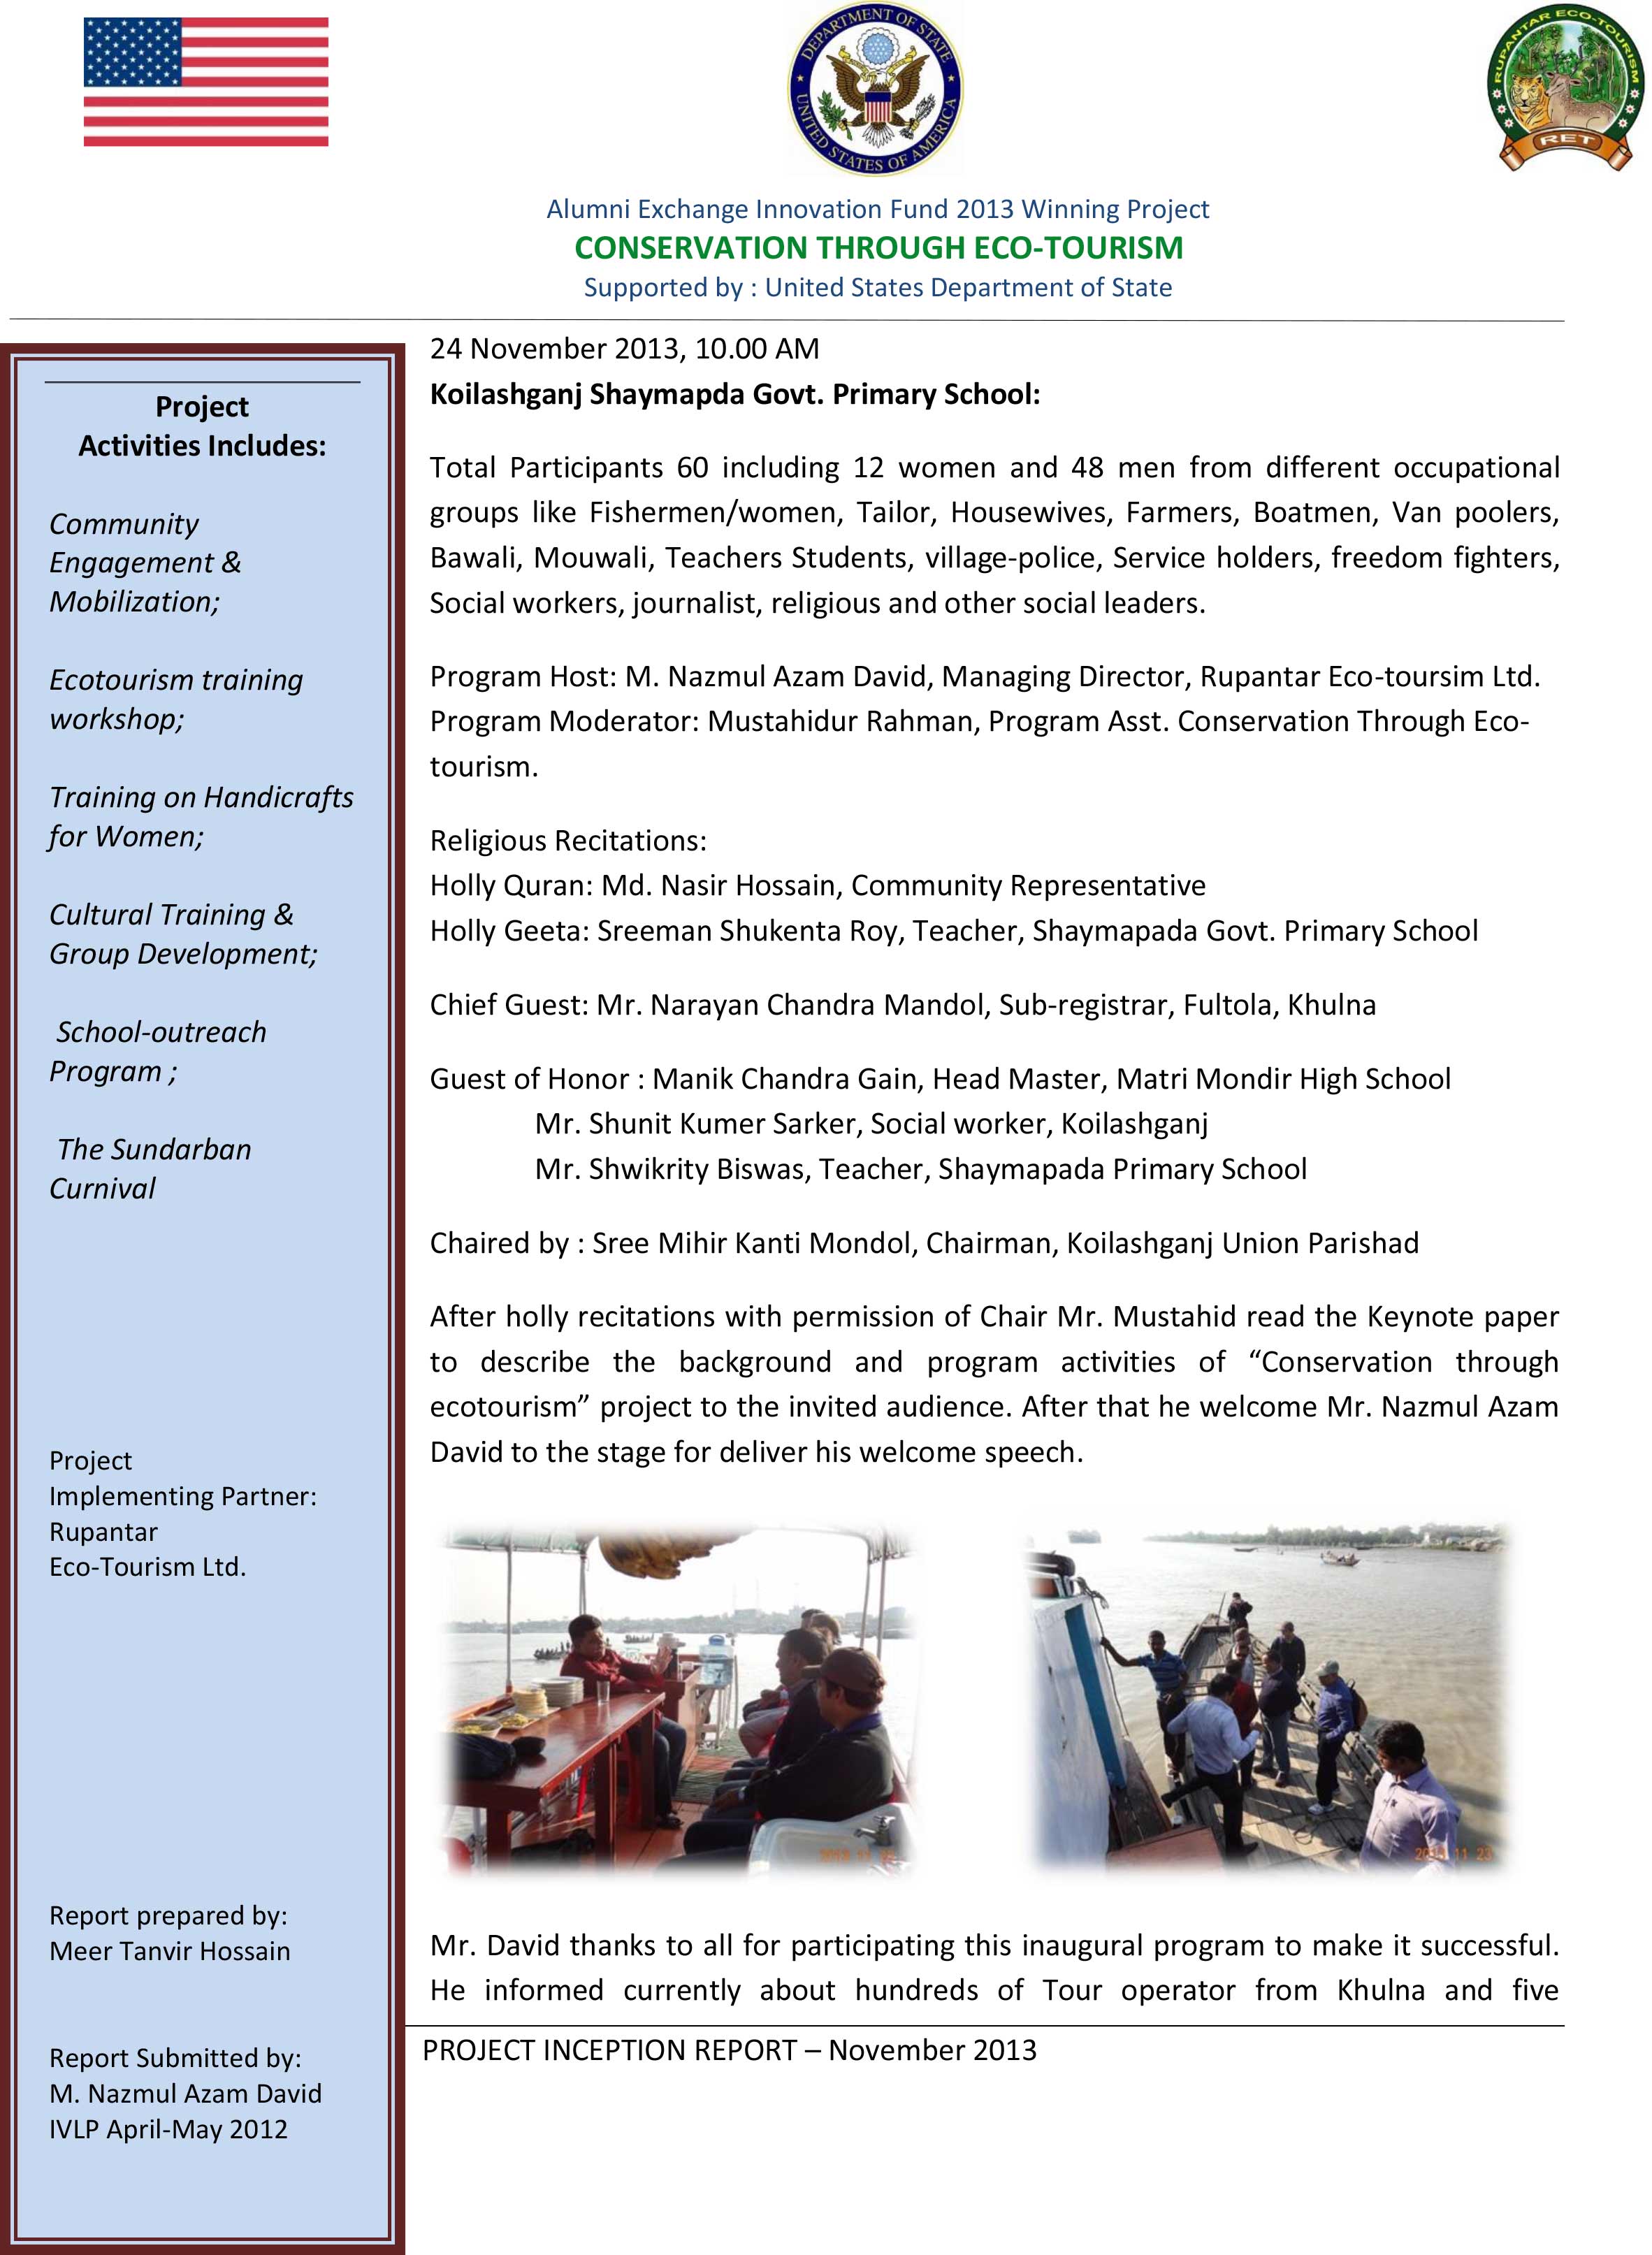 DEPARTMENT OF STATE
UNITED STATES OF AMERICA
RUPANTAR ECO-TOURISM
RET
Alumni Exchange Innovation Fund 2013 Winning Project
CONSERVATION THROUGH ECO-TOURISM
Supported by : United States Department of State
Project
Activities Includes:
Community
Engagement &
Mobilization;
Ecotourism training
workshop;
Training on Handicrafts
for Women;
Cultural Training &
Group Development;
School-outreach
Program ;
The Sundarban
Curnival
Project
Implementing Partner:
Rupantar
Eco-Tourism Ltd.
Report prepared by:
Meer Tanvir Hossain
Report Submitted by:
M. Nazmul Azam David
IVLP April-May 2012
24 November 2013, 10.00 AM
Koilashganj Shaymapda Govt. Primary School:
Total Participants 60 including 12 women and 48 men from different occupational
groups like Fishermen/women, Tailor, Housewives, Farmers, Boatmen, Van poolers,
Bawali, Mouwali, Teachers Students, village-police, Service holders, freedom fighters,
Social workers, journalist, religious and other social leaders.
Program Host: M. Nazmul Azam David, Managing Director, Rupantar Eco-toursim Ltd.
Program Moderator: Mustahidur Rahman, Program Asst. Conservation Through Eco-
tourism.
Religious Recitations:
Holly Quran: Md. Nasir Hossain, Community Representative
Holly Geeta: Sreeman Shukenta Roy, Teacher, Shaymapada Govt. Primary School
Chief Guest: Mr. Narayan Chandra Mandol, Sub-registrar, Fultola, Khulna
Guest of Honor : Manik Chandra Gain, Head Master, Matri Mondir High School
Mr. Shunit Kumer Sarker, Social worker, Koilashganj
Mr. Shwikrity Biswas, Teacher, Shaymapada Primary School
Chaired by : Sree Mihir Kanti Mondol, Chairman, Koilashganj Union Parishad
After holly recitations with permission of Chair Mr. Mustahid read the Keynote paper
to describe the background and program activities of “Conservation through
ecotourism” project to the invited audience. After that he welcome Mr. Nazmul Azam
David to the stage for deliver his welcome speech.
2013 11 23
Mr. David thanks to all for participating this inaugural program to make it successful.
He informed currently about hundreds of Tour operator from Khulna and five
PROJECT INCEPTION REPORT – November 2013